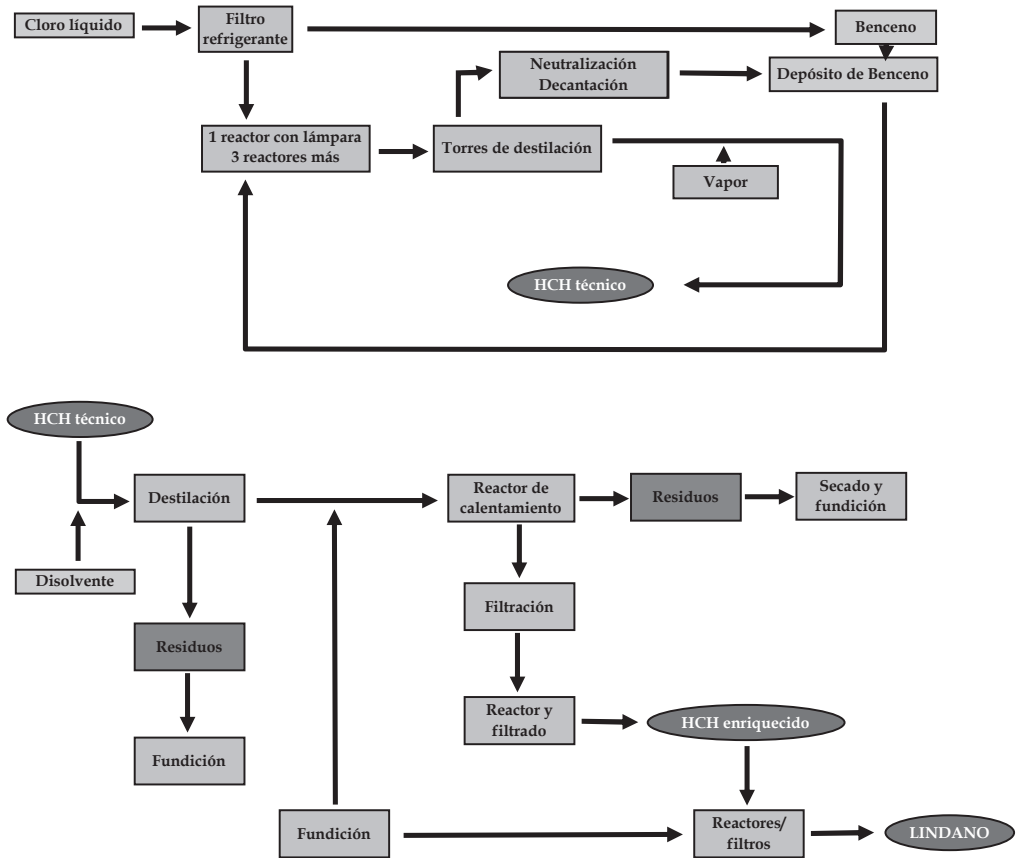 Cloro líquido
Filtro
refrigerante
Benceno
Neutralización
Decantación
Depósito de Benceno
1 reactor con lámpara
3 reactores más
Torres de destilación
Vapor
HCH técnico
HCH técnico
Destilación
Reactor de
calentamiento
Residuos
Secado y
fundición
Disolvente
Filtración
Residuos
Reactor y
filtrado
HCH enriquecido
Fundición
Fundición
Reactores/
filtros
LINDANO